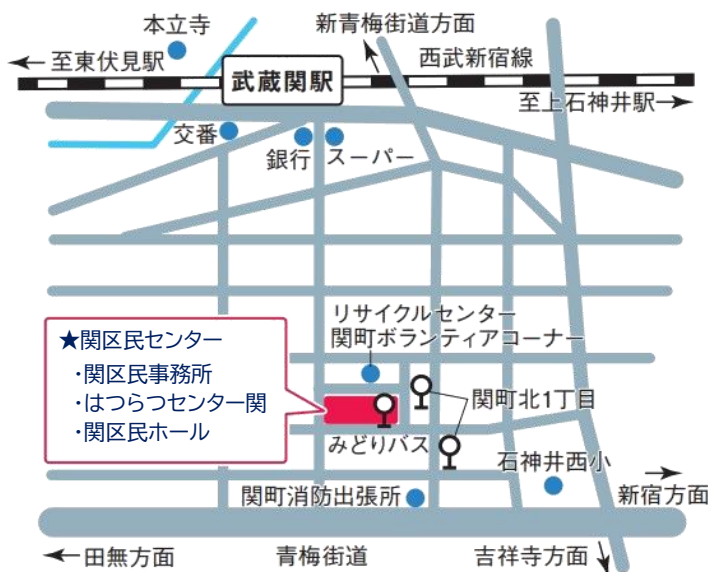 本立寺
新青梅街道方面
至東伏見駅
武蔵関駅
西武新宿線
至上石神井駅
交番
銀行
スーパー
リサイクルセンター
関町ボランティアコーナー
★関区民センター
・関区民事務所
・はつらつセンター関
・関区民ホール
関町北1丁目
みどりバス
石神井西小
関町消防出張所
新宿方面
田無方面
青梅街道
吉祥寺方面